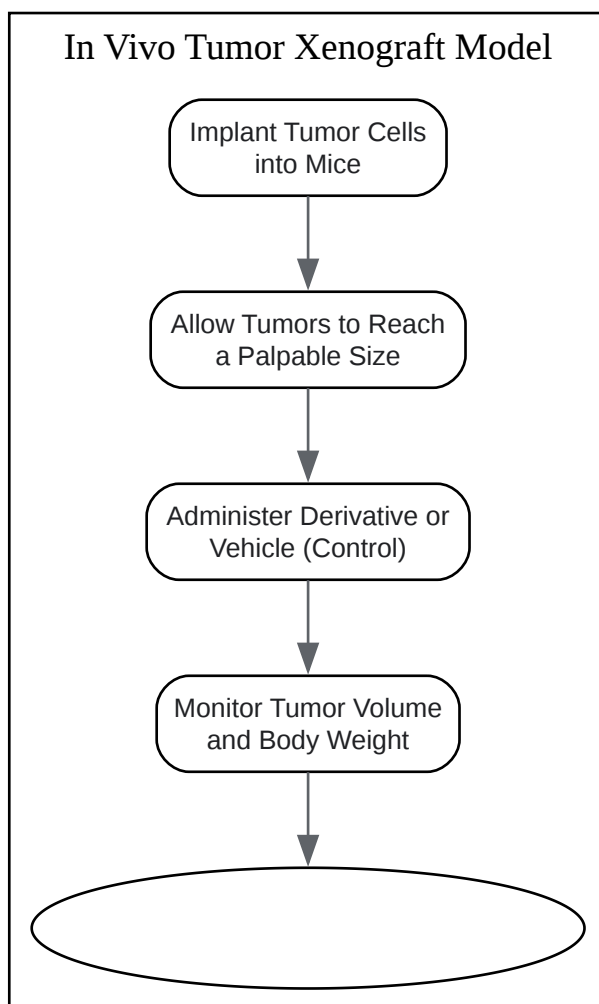 In Vivo Tumor Xenograft Model
Implant Tumor Cells
into Mice
Allow Tumors to Reach
a Palpable Size
Administer Derivative or
Vehicle (Control)
Monitor Tumor Volume
and Body Weight